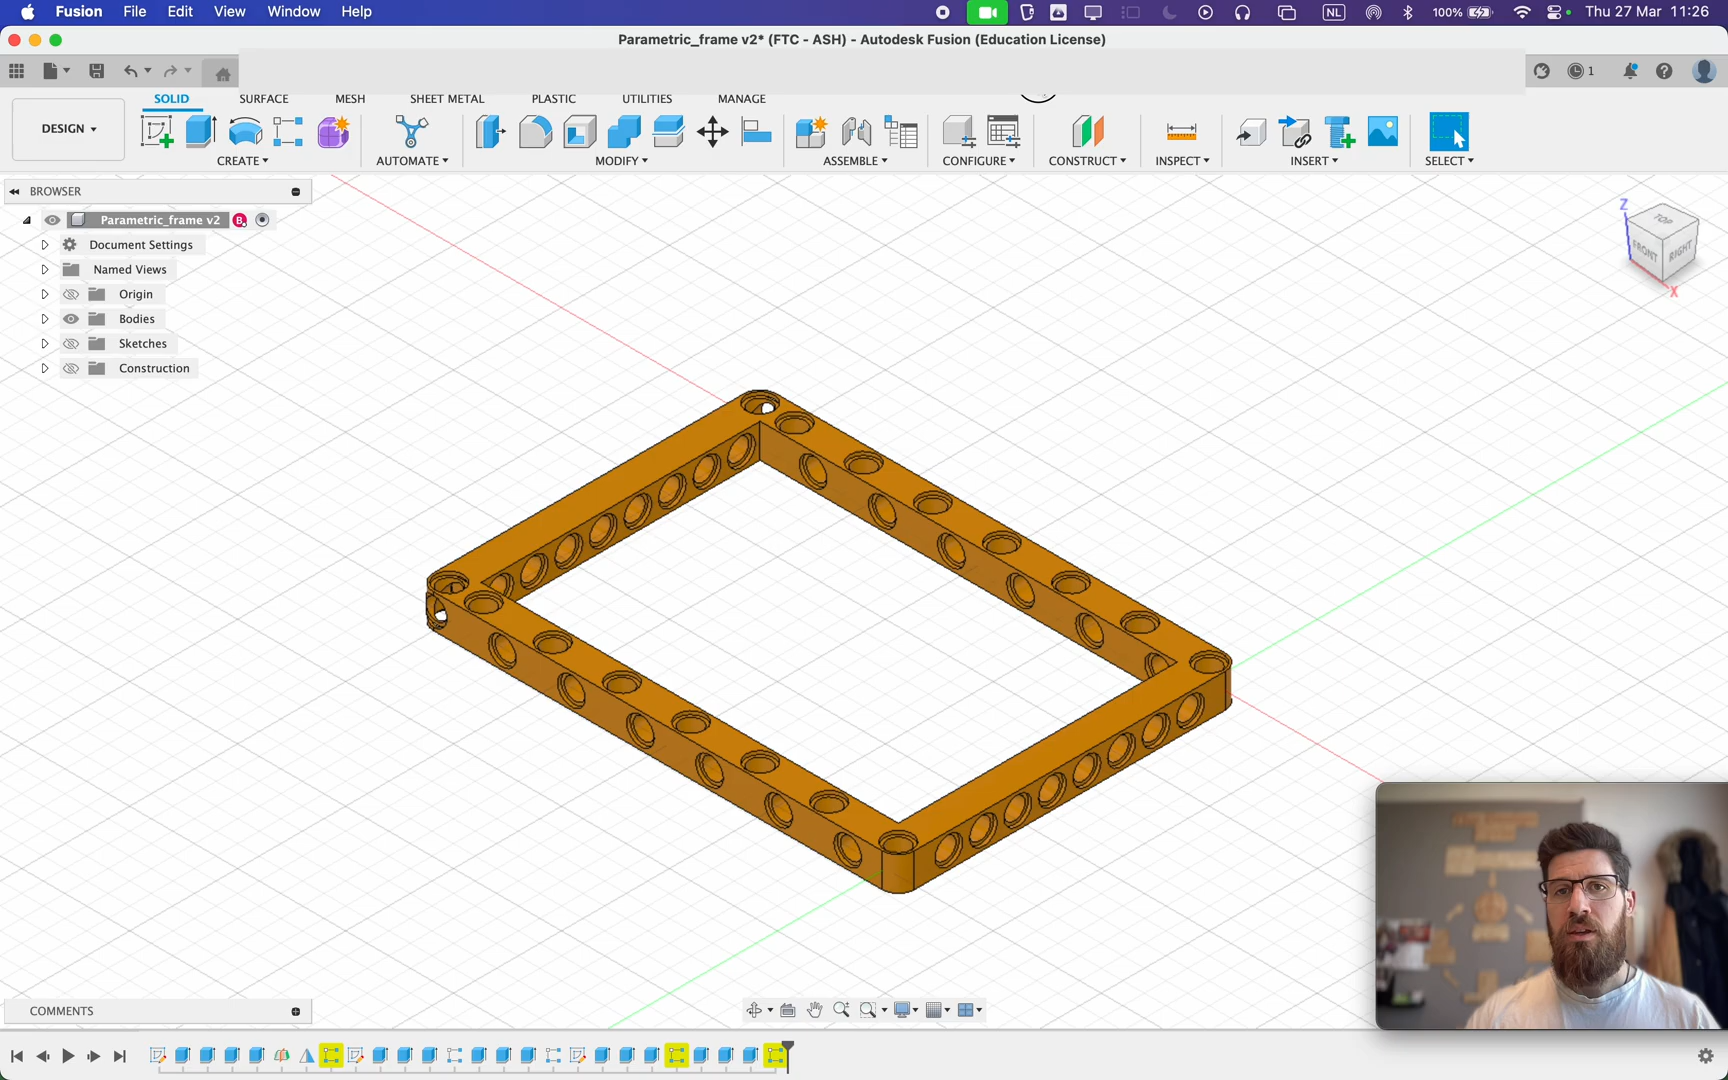 Fusion File Edit View Window Help NL 100% Thu 27 Mar 11:26
Parametric_frame v2* (FTC - ASH) - Autodesk Fusion (Education License)
1
SOLID SURFACE MESH SHEET METAL PLASTIC UTILITIES MANAGE
DESIGN
CREATE AUTOMATE MODIFY ASSEMBLE CONFIGURE CONSTRUCT INSPECT INSERT SELECT
BROWSER
Parametric_frame v2
Document Settings
Named Views
Origin
Bodies
Sketches
Construction
Z
TOP
FRONT RIGHT
X
COMMENTS